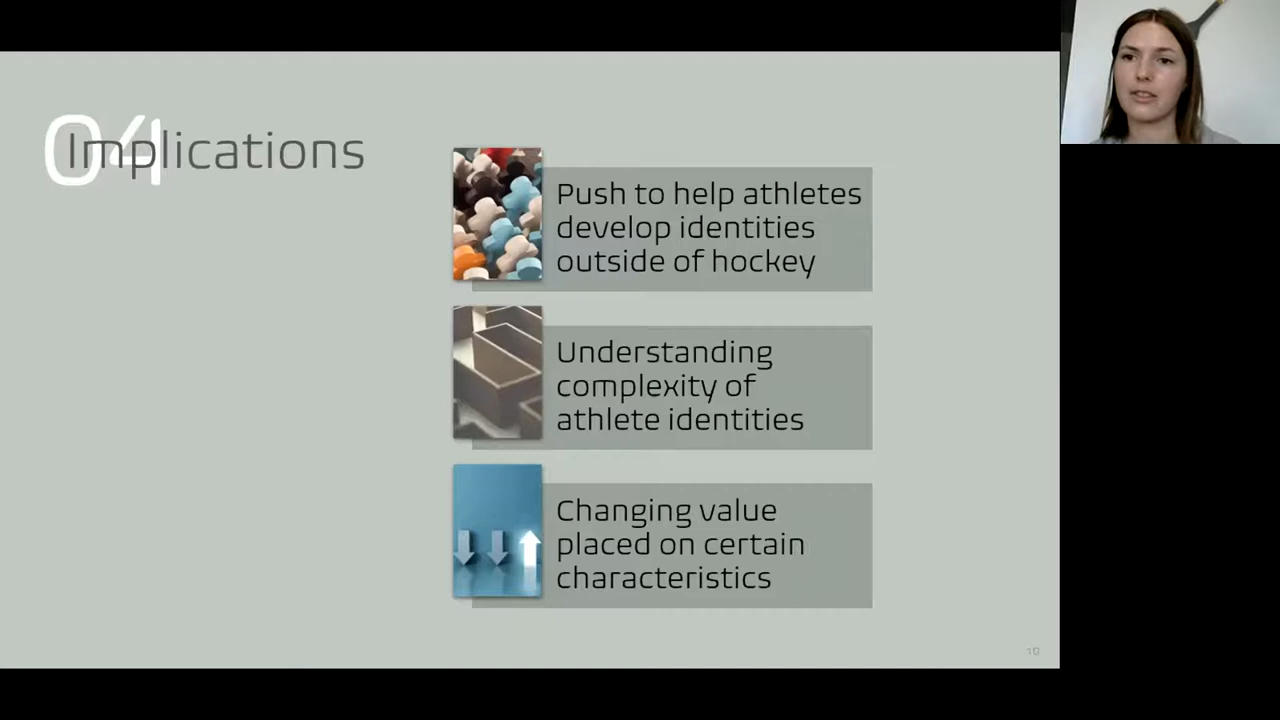 04
Implications
Push to help athletes
develop identities
outside of hockey
Understanding
complexity of
athlete identities
Changing value
placed on certain
characteristics